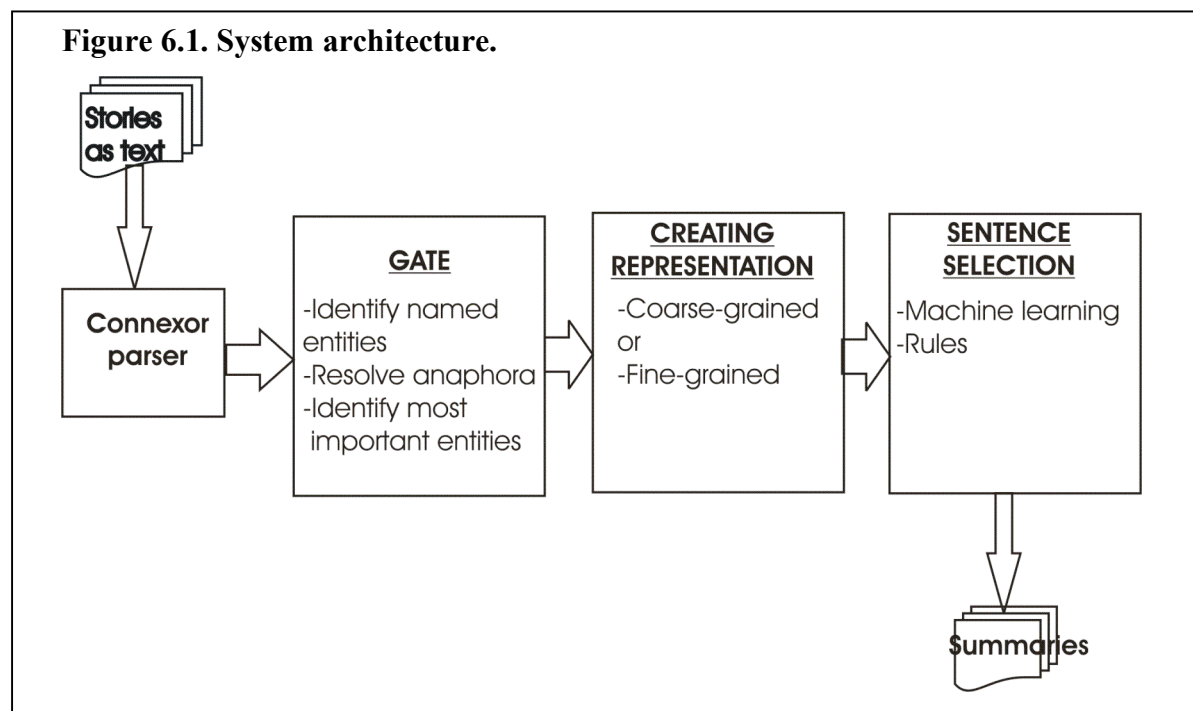 Figure 6.1. System architecture.
Stories
as text
Connexor
parser
GATE
-Identify named
entities
-Resolve anaphora
-Identify most
important entities
CREATING
REPRESENTATION
-Coarse-grained
or
-Fine-grained
SENTENCE
SELECTION
-Machine learning
-Rules
Summaries